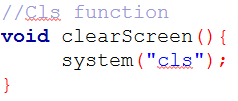 //Cls function
void clearScreen(){
    system("cls");
}